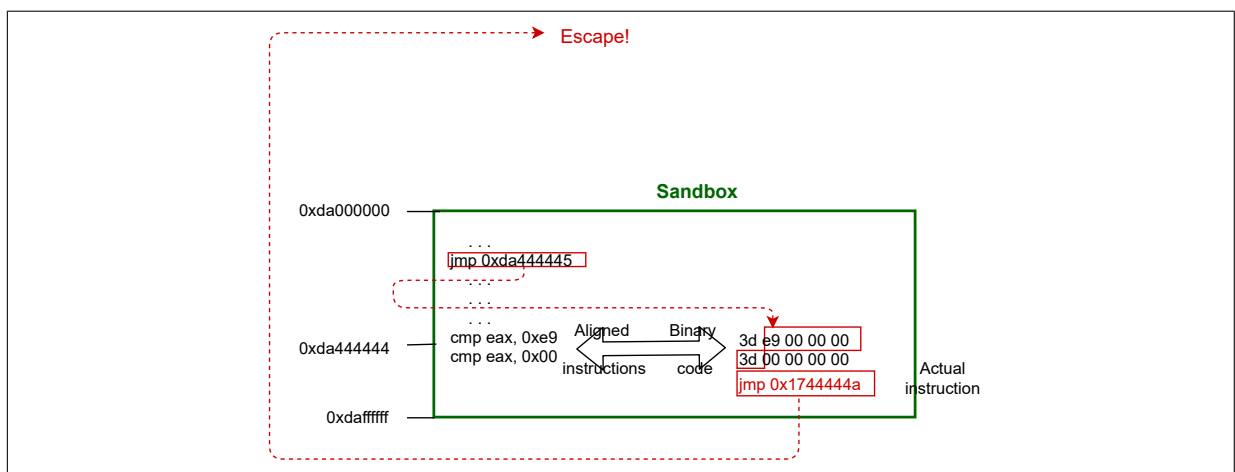 Escape!
Sandbox
0xda000000
. . .
jmp 0xda444445
. . .
. . .
. . .
cmp eax, 0xe9
Aligned
Binary
3d e9 00 00 00
0xda444444
cmp eax, 0x00
3d 00 00 00 00
instructions
code
Actual
jmp 0x1744444a
instruction
0xdaffffff